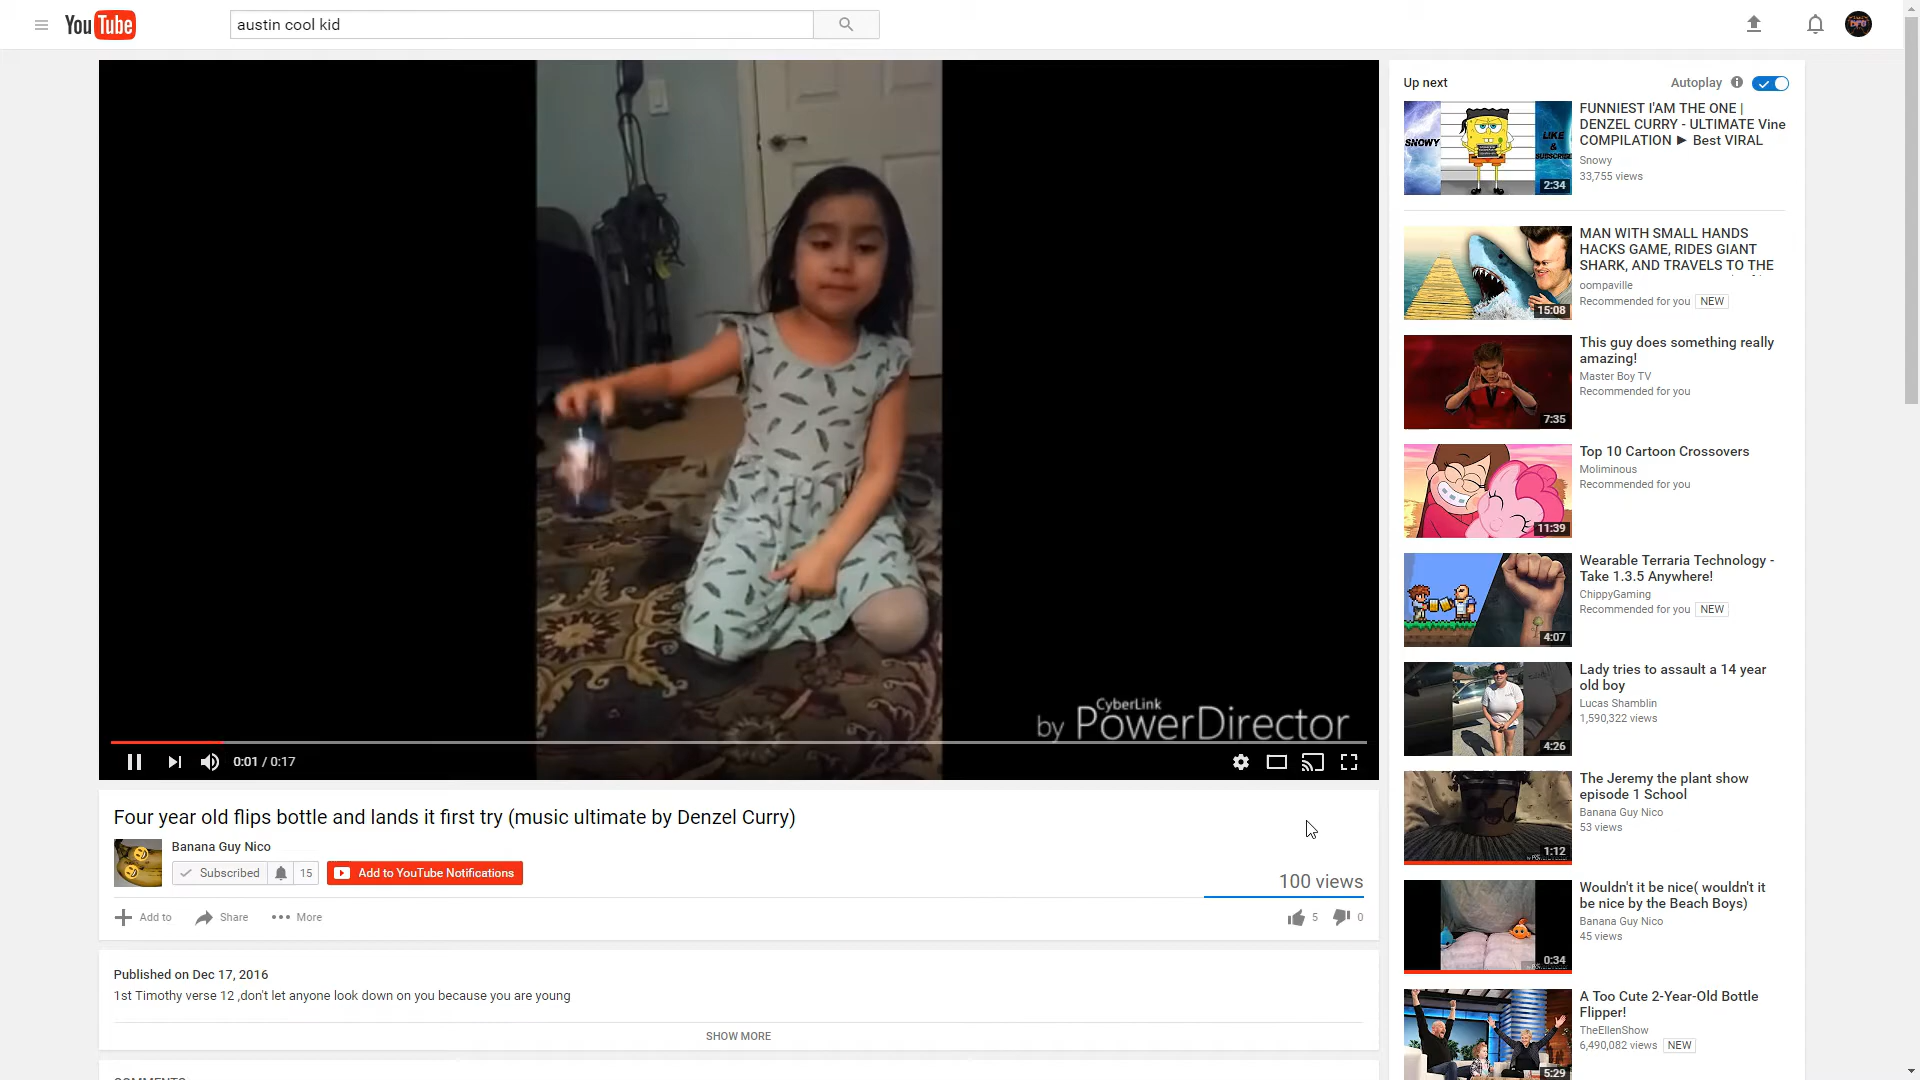 YouTube
austin cool kid
CyberLink
by PowerDirector
0:01 / 0:17
Four year old flips bottle and lands it first try (music ultimate by Denzel Curry)
Banana Guy Nico
Subscribed 15 Add to YouTube Notifications
100 views
Add to Share More 5 0
Published on Dec 17, 2016
1st Timothy verse 12 ,don't let anyone look down on you because you are young
SHOW MORE
COMMENTS
Up next Autoplay
SNOWY
LIKE
&
SUBSCRIBE
2:34
FUNNIEST I'AM THE ONE |
DENZEL CURRY - ULTIMATE Vine
COMPILATION ► Best VIRAL
Snowy
33,755 views
15:08
MAN WITH SMALL HANDS
HACKS GAME, RIDES GIANT
SHARK, AND TRAVELS TO THE
oompaville
Recommended for you NEW
7:35
This guy does something really
amazing!
Master Boy TV
Recommended for you
11:39
Top 10 Cartoon Crossovers
Moliminous
Recommended for you
4:07
Wearable Terraria Technology -
Take 1.3.5 Anywhere!
ChippyGaming
Recommended for you NEW
4:26
Lady tries to assault a 14 year
old boy
Lucas Shamblin
1,590,322 views
1:12
The Jeremy the plant show
episode 1 School
Banana Guy Nico
53 views
0:34
Wouldn't it be nice( wouldn't it
be nice by the Beach Boys)
Banana Guy Nico
45 views
5:29
A Too Cute 2-Year-Old Bottle
Flipper!
TheEllenShow
6,490,082 views NEW